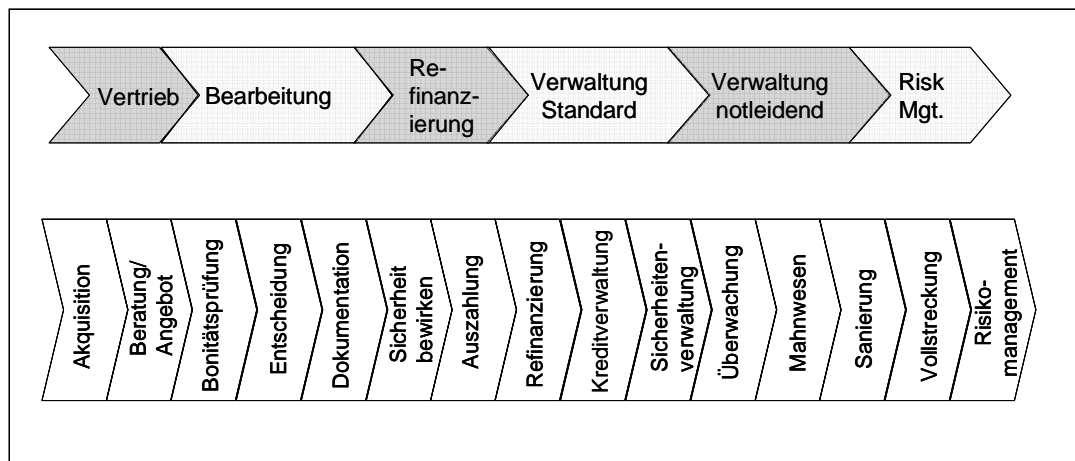 Vertrieb
Bearbeitung
Re-
finanz-
ierung
Verwaltung
Standard
Verwaltung
notleidend
Risk
Mgt.
Akquisition
Beratung/
Angebot
Bonitätsprüfung
Entscheidung
Dokumentation
Sicherheit
bewirken
Auszahlung
Refinanzierung
Kreditverwaltung
Sicherheiten-
verwaltung
Überwachung
Mahnwesen
Sanierung
Vollstreckung
Risiko-
management